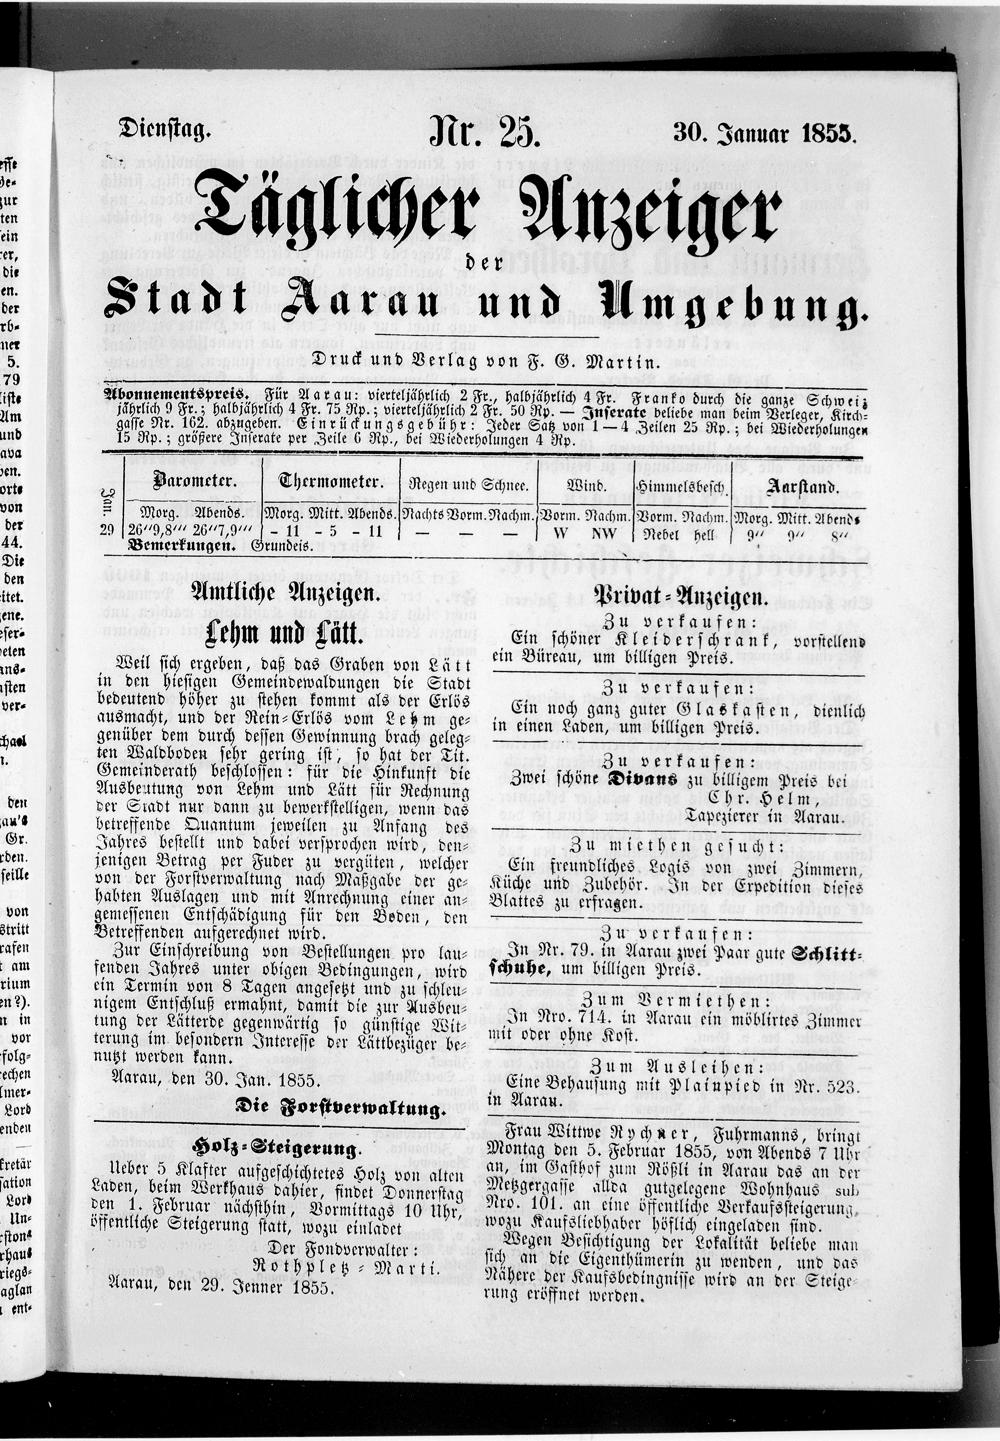 Dienstag. Nr. 25. 30. Januar 1855.
Täglicher Anzeiger
der
Stadt Aarau und Umgebung.
Druck und Verlag von F. G. Martin.
Abonnementspreis. Für Aarau: vierteljährlich 2 Fr., halbjährlich 4 Fr. Franko durch die ganze Schweiz
jährlich 9 Fr.; halbjährlich 4 Fr. 75 Rp.; vierteljährlich 2 Fr. 50 Rp. — Inserate beliebe man beim Verleger, Kirch-
gasse Nr. 162. abzugeben. Einrückungsgebühr: Jeder Satz von 1—4 Zeilen 25 Rp.; bei Wiederholungen
15 Rp.; größere Inserate per Zeile 6 Rp., bei Wiederholungen 4 Rp.
Jan. Barometer. Thermometer. Regen und Schnee. Wind. Himmelsbesch. Aarstand.
Morg. Abends. Morg. Mitt. Abends. Nachts Vorm. Nachm. Vorm. Nachm. Vorm. Nachm. Morg. Mitt. Abends
29 26″9,8‴ 26″7,9‴ - 11 - 5 - 11 — — — W NW Nebel hell 9″ 9″ 8″
Bemerkungen. Grundeis.
Amtliche Anzeigen.
Lehm und Lätt.
Weil sich ergeben, daß das Graben von Lätt
in den hiesigen Gemeindewaldungen die Stadt
bedeutend höher zu stehen kommt als der Erlös
ausmacht, und der Rein-Erlös vom Lehm ge-
genüber dem durch dessen Gewinnung brach geleg-
ten Waldboden sehr gering ist, so hat der Tit.
Gemeinderath beschlossen: für die Hinkunft die
Ausbeutung von Lehm und Lätt für Rechnung
der Stadt nur dann zu bewerkstelligen, wenn das
betreffende Quantum jeweilen zu Anfang des
Jahres bestellt und dabei versprochen wird, den-
jenigen Betrag per Fuder zu vergüten, welcher
von der Forstverwaltung nach Maßgabe der ge-
habten Auslagen und mit Anrechnung einer an-
gemessenen Entschädigung für den Boden, den
Betreffenden aufgerechnet wird.
Zur Einschreibung von Bestellungen pro lau-
fenden Jahres unter obigen Bedingungen, wird
ein Termin von 8 Tagen angesetzt und zu schleu-
nigem Entschluß ermahnt, damit die zur Ausbeu-
tung der Lätterde gegenwärtig so günstige Wit-
terung im besondern Interesse der Lättbezüger be-
nutzt werden kann.
Aarau, den 30. Jan. 1855.
Die Forstverwaltung.
Holz-Steigerung.
Ueber 5 Klafter aufgeschichtetes Holz von alten
Laden, beim Werkhaus dahier, findet Donnerstag
den 1. Februar nächsthin, Vormittags 10 Uhr,
öffentliche Steigerung statt, wozu einladet
Der Fondverwalter:
Rothpletz-Marti.
Aarau, den 29. Jenner 1855.
Privat-Anzeigen.
Zu verkaufen:
Ein schöner Kleiderschrank, vorstellend
ein Büreau, um billigen Preis.
Zu verkaufen:
Ein noch ganz guter Glaskasten, dienlich
in einen Laden, um billigen Preis.
Zu verkaufen:
Zwei schöne Divans zu billigem Preis bei
Chr. Helm,
Tapezierer in Aarau.
Zu miethen gesucht:
Ein freundliches Logis von zwei Zimmern,
Küche und Zubehör. In der Expedition dieses
Blattes zu erfragen.
Zu verkaufen:
In Nr. 79. in Aarau zwei Paar gute Schlitt-
schuhe, um billigen Preis.
Zum Vermiethen:
In Nro. 714. in Aarau ein möblirtes Zimmer
mit oder ohne Kost.
Zum Ausleihen:
Eine Behausung mit Plainpied in Nr. 523.
in Aarau.
Frau Wittwe Rychner, Fuhrmanns, bringt
Montag den 5. Februar 1855, von Abends 7 Uhr
an, im Gasthof zum Rößli in Aarau das an der
Metzgergasse allda gutgelegene Wohnhaus sub
Nro. 101. an eine öffentliche Verkaufssteigerung,
wozu Kaufsliebhaber höflich eingeladen sind.
Wegen Besichtigung der Lokalität beliebe man
sich an die Eigenthümerin zu wenden, und das
Nähere der Kaufsbedingnisse wird an der Steige-
rung eröffnet werden.